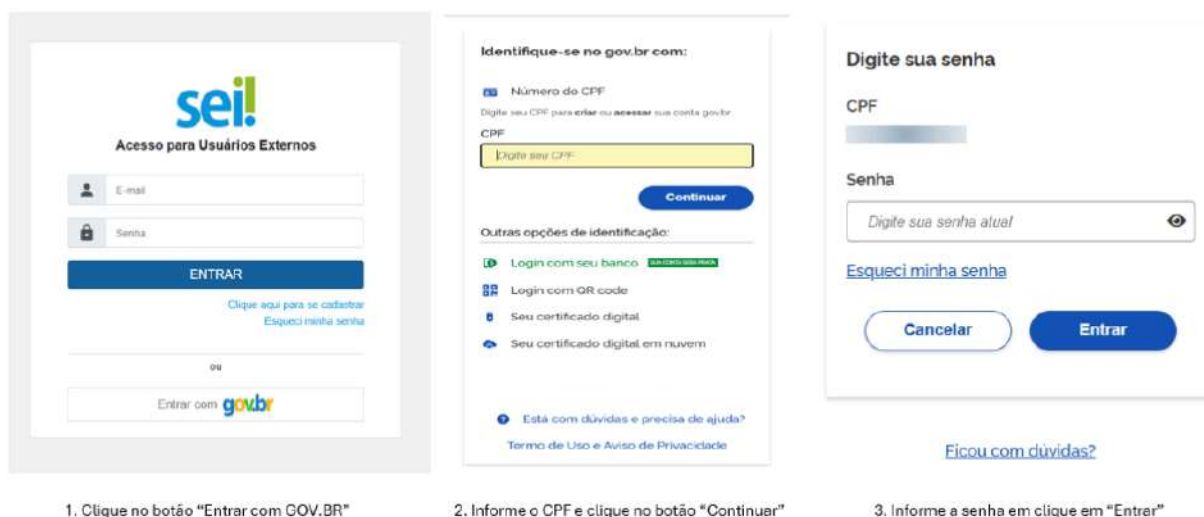 sei!
Acesso para Usuários Externos
E-mail
Senha
ENTRAR
Clique aqui para se cadastrar
Esqueci minha senha
ou
Entrar com gov.br
1. Clique no botão “Entrar com GOV.BR”
Identifique-se no gov.br com:
Número do CPF
Digite seu CPF para criar ou acessar sua conta gov.br
CPF
Digite seu CPF
Continuar
Outras opções de identificação:
Login com seu banco SUA CONTA SERÁ PRATA
Login com QR code
Seu certificado digital
Seu certificado digital em nuvem
Está com dúvidas e precisa de ajuda?
Termo de Uso e Aviso de Privacidade
2. Informe o CPF e clique no botão “Continuar”
Digite sua senha
CPF
Senha
Digite sua senha atual
Esqueci minha senha
Cancelar
Entrar
Ficou com dúvidas?
3. Informe a senha em clique em “Entrar”